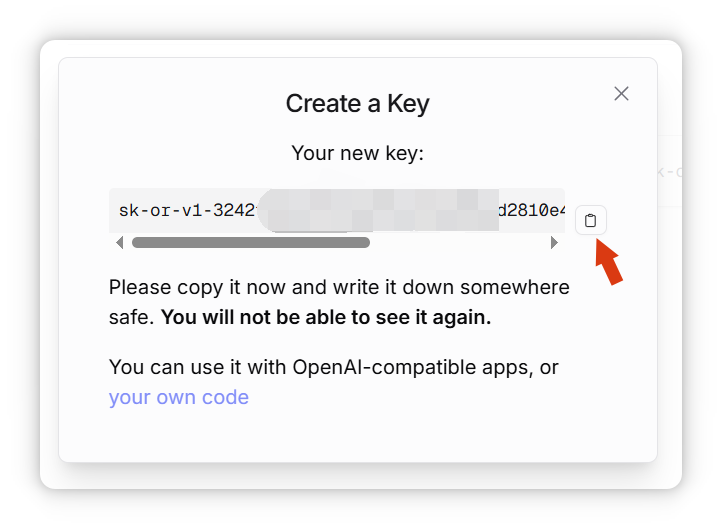 Create a Key
Your new key:
sk-or-v1-3242 d2810e4
Please copy it now and write it down somewhere
safe. You will not be able to see it again.
You can use it with OpenAI-compatible apps, or
your own code